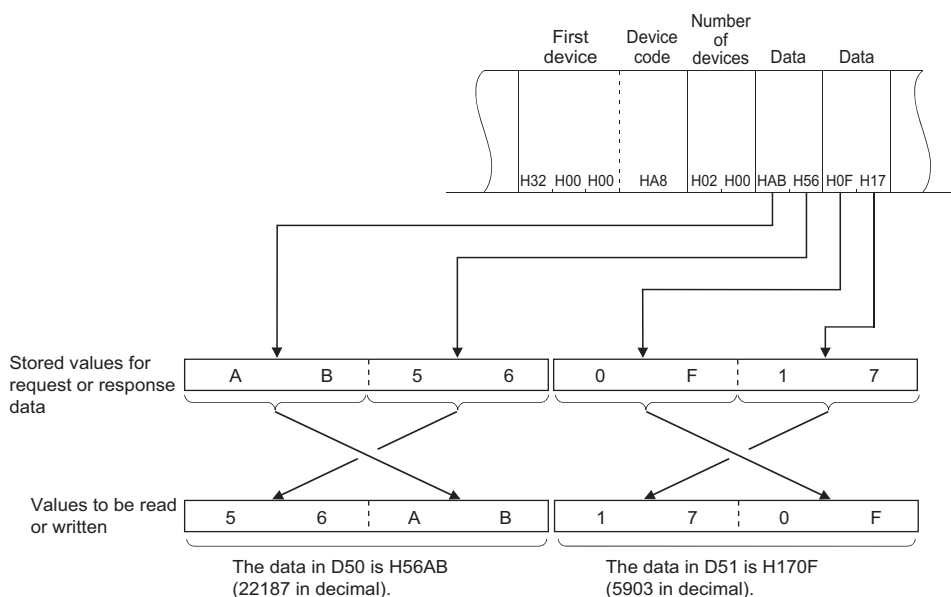 First device
Device code
Number of devices
Data
Data
H32 H00 H00 HA8 H02 H00 HAB H56 H0F H17
Stored values for
request or response
data
A B 5 6 0 F 1 7
Values to be read
or written
5 6 A B 1 7 0 F
The data in D50 is H56AB
(22187 in decimal).
The data in D51 is H170F
(5903 in decimal).